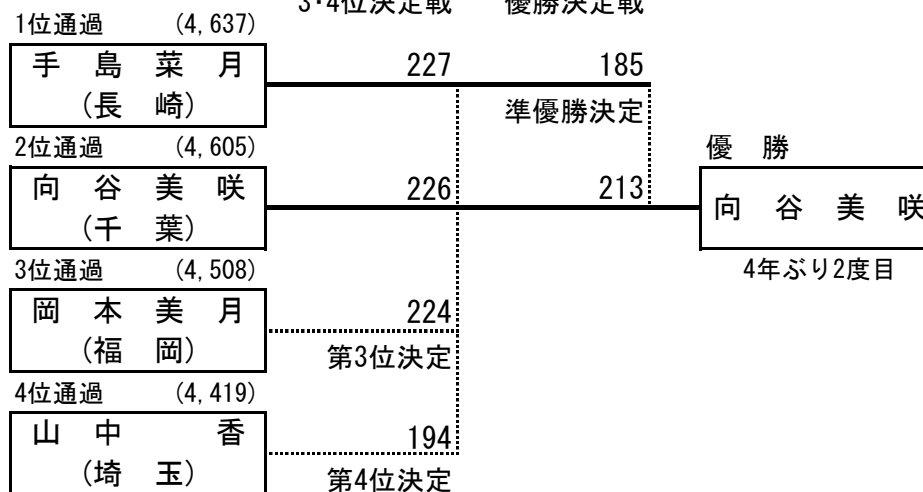 3・4位決定戦 優勝決定戦
1位通過 (4,637)
手島菜月 227 185
(長崎) 準優勝決定
2位通過 (4,605)
優勝
向谷美咲 226 213
(千葉)
向谷美咲
3位通過 (4,508)
4年ぶり2度目
岡本美月 224
(福岡) 第3位決定
4位通過 (4,419)
山中香 194
(埼玉) 第4位決定